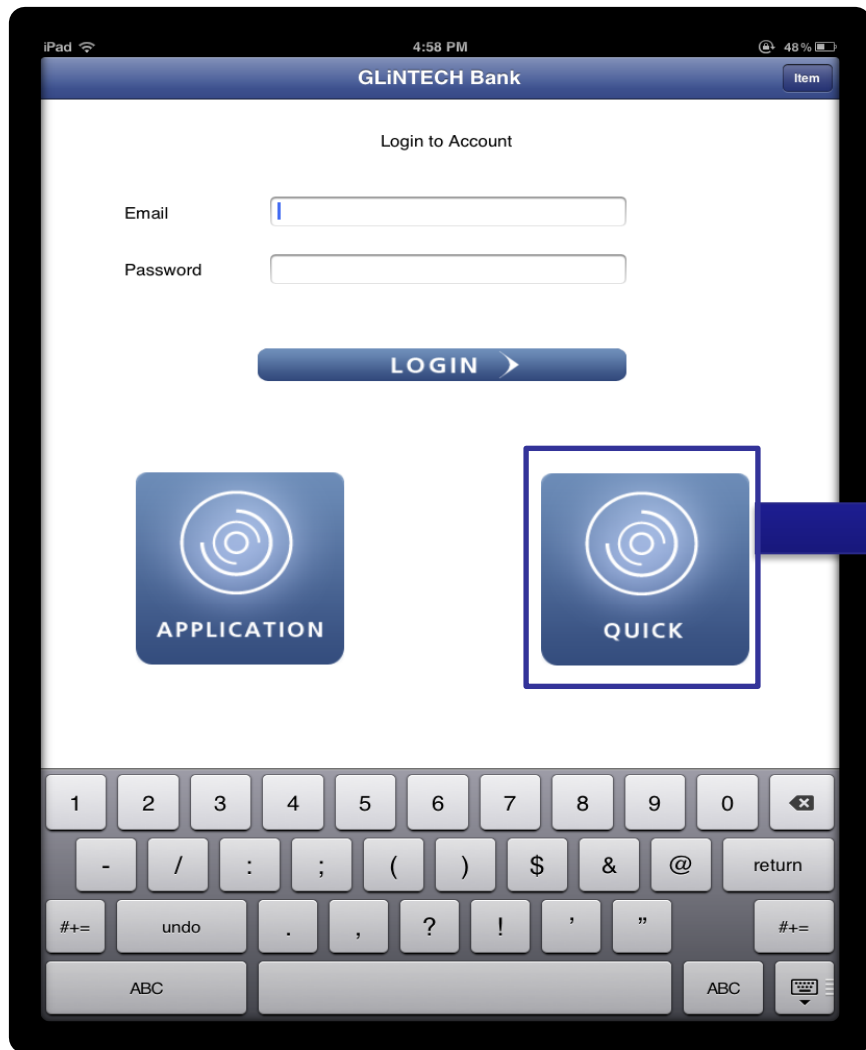 iPad 4:58 PM 48%
GLiNTECH Bank Item
Login to Account
Email
Password
LOGIN
APPLICATION QUICK
1 2 3 4 5 6 7 8 9 0
- / : ; ( ) $ & @ return
#+= undo . , ? ! ’ ” #+=
ABC ABC